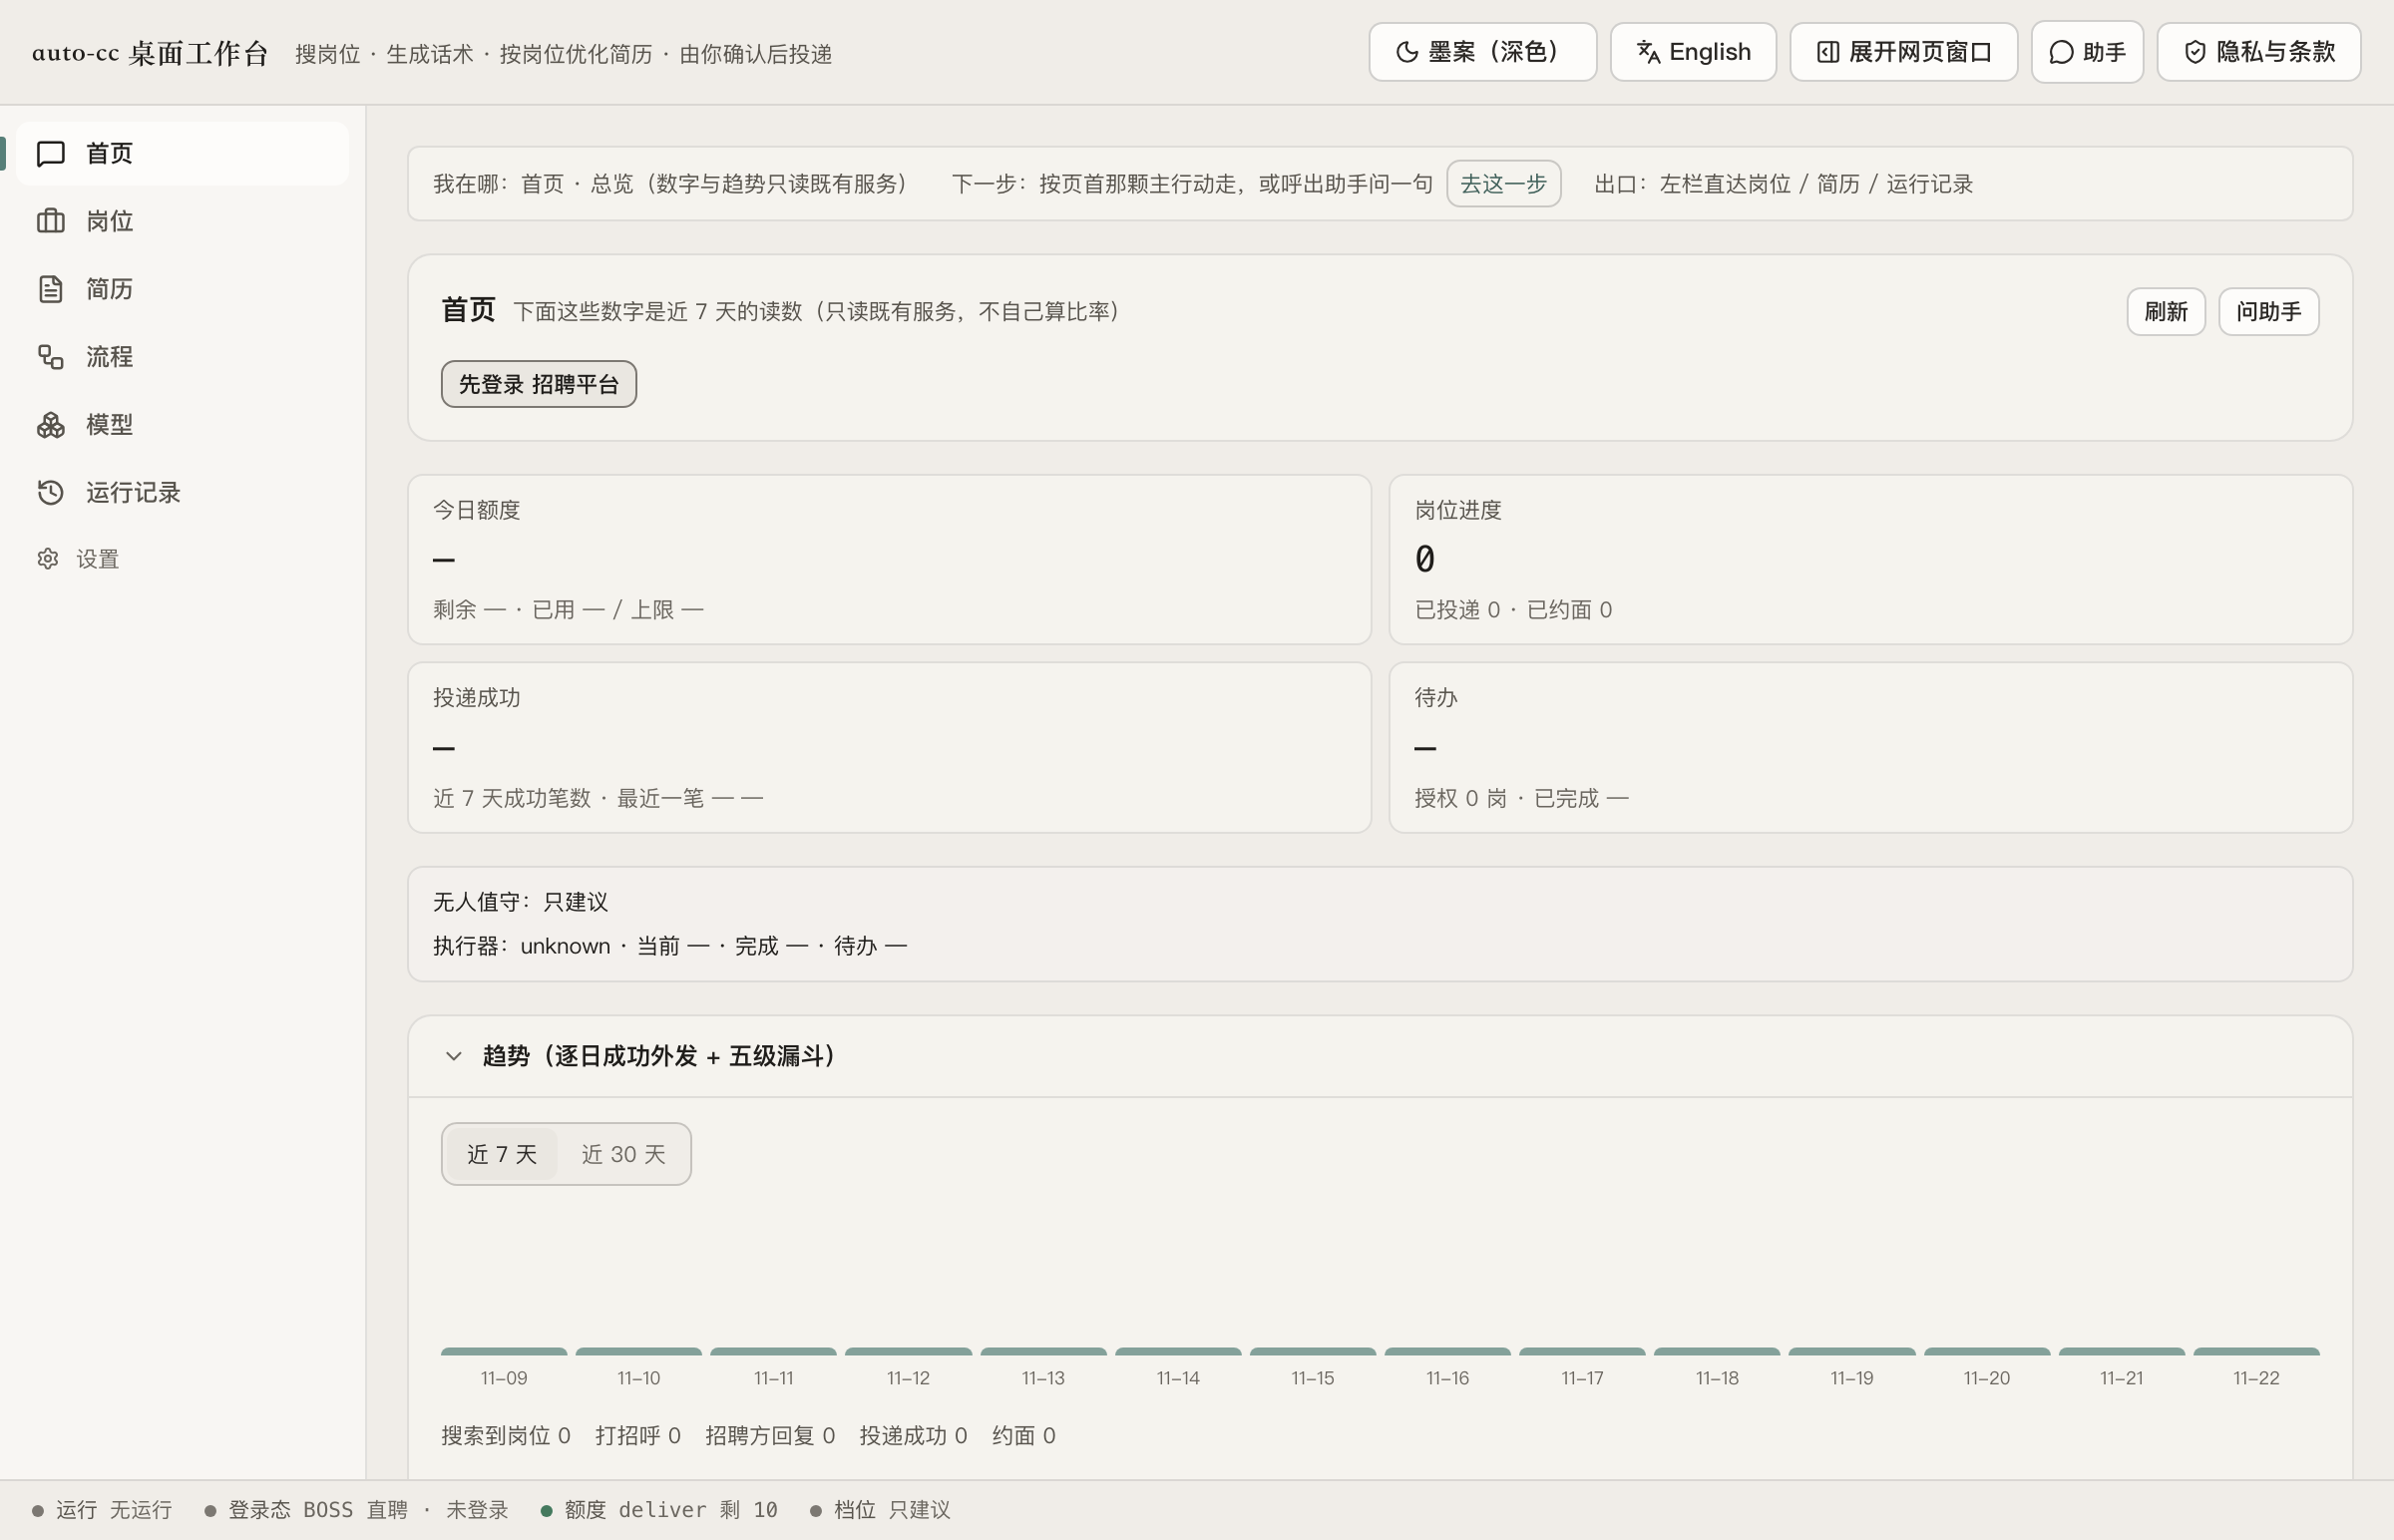 auto-cc 桌面工作台 搜岗位 · 生成话术 · 按岗位优化简历 · 由你确认后投递 墨案（深色） English 展开网页窗口 助手 隐私与条款
首页
岗位
简历
流程
模型
运行记录
设置
我在哪：首页 · 总览（数字与趋势只读既有服务） 下一步：按页首那颗主行动走，或呼出助手问一句 去这一步 出口：左栏直达岗位 / 简历 / 运行记录
首页 下面这些数字是近 7 天的读数（只读既有服务，不自己算比率） 刷新 问助手
先登录 招聘平台
今日额度
—
剩余 — · 已用 — / 上限 —
岗位进度
0
已投递 0 · 已约面 0
投递成功
—
近 7 天成功笔数 · 最近一笔 — —
待办
—
授权 0 岗 · 已完成 —
无人值守：只建议
执行器：unknown · 当前 — · 完成 — · 待办 —
趋势（逐日成功外发 + 五级漏斗）
近 7 天 近 30 天
11-09 11-10 11-11 11-12 11-13 11-14 11-15 11-16 11-17 11-18 11-19 11-20 11-21 11-22
搜索到岗位 0 打招呼 0 招聘方回复 0 投递成功 0 约面 0
运行 无运行 登录态 BOSS 直聘 · 未登录 额度 deliver 剩 10 档位 只建议